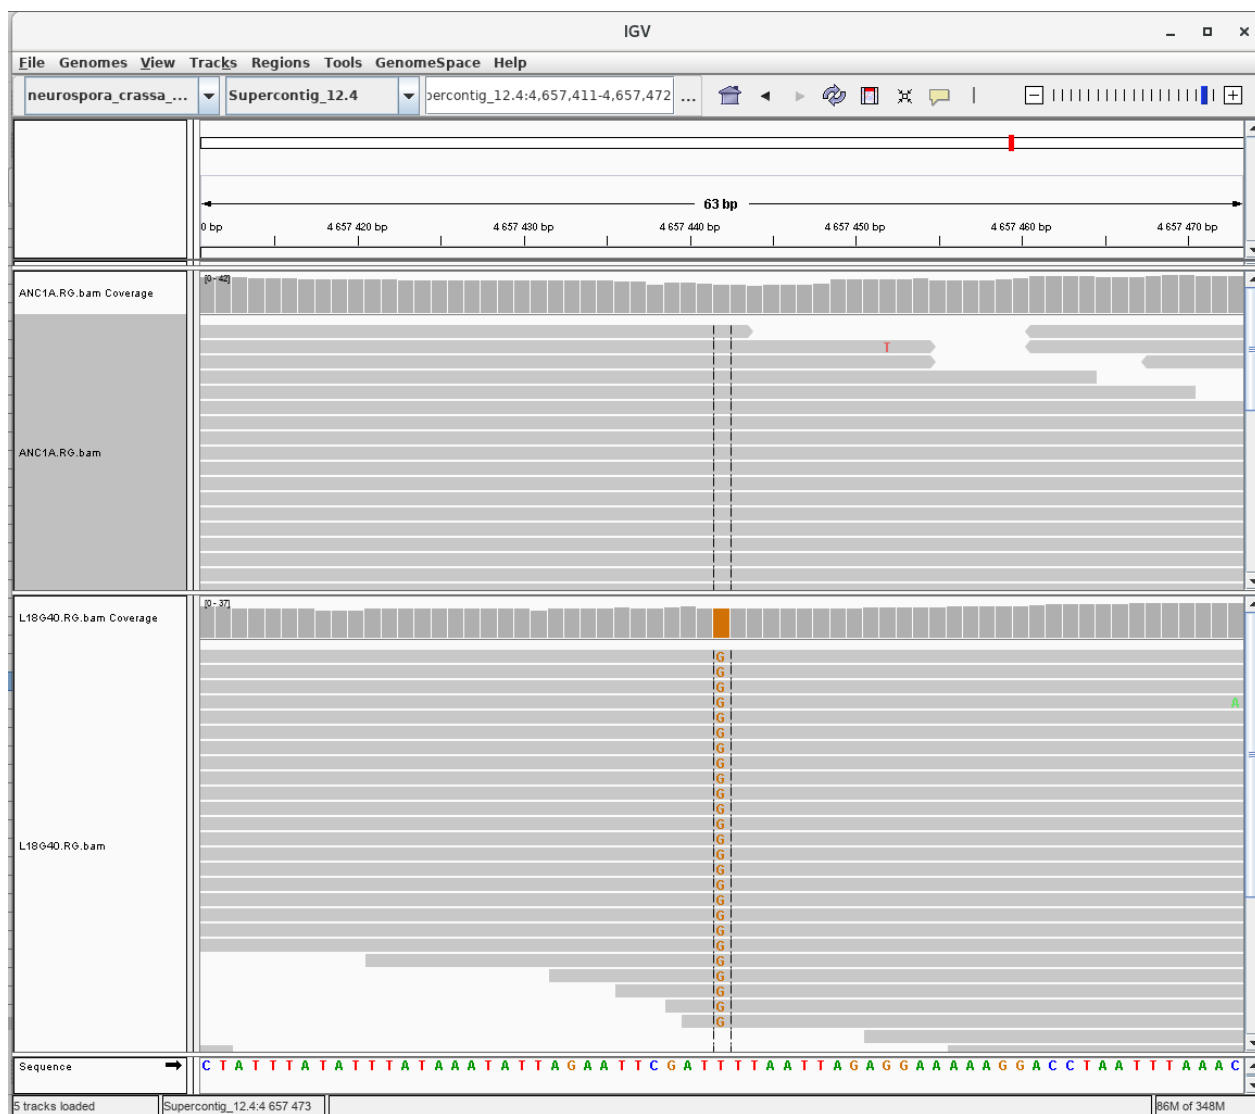 IGV
File Genomes View Tracks Regions Tools GenomeSpace Help
neurospora_crassa_... Supercontig_12.4 percontig_12.4:4,657,411-4,657,472 ...
63 bp
0 bp 4 657 420 bp 4 657 430 bp 4 657 440 bp 4 657 450 bp 4 657 460 bp 4 657 470 bp
[0 - 42]
ANC1A.RG.bam Coverage
T
ANC1A.RG.bam
[0 - 37]
L18G40.RG.bam Coverage
G
G
G
G A
G
G
G
G
G
G
G
G
G
L18G40.RG.bam
G
G
G
G
G
G
G
G
G
G
G
G
Sequence C T A T T T A T A T T T A T A A A T A T T A G A A T T C G A T T T T A A T T A G A G G A A A A A G G A C C T A A T T T A A A C
5 tracks loaded Supercontig_12.4:4 657 473 86M of 348M